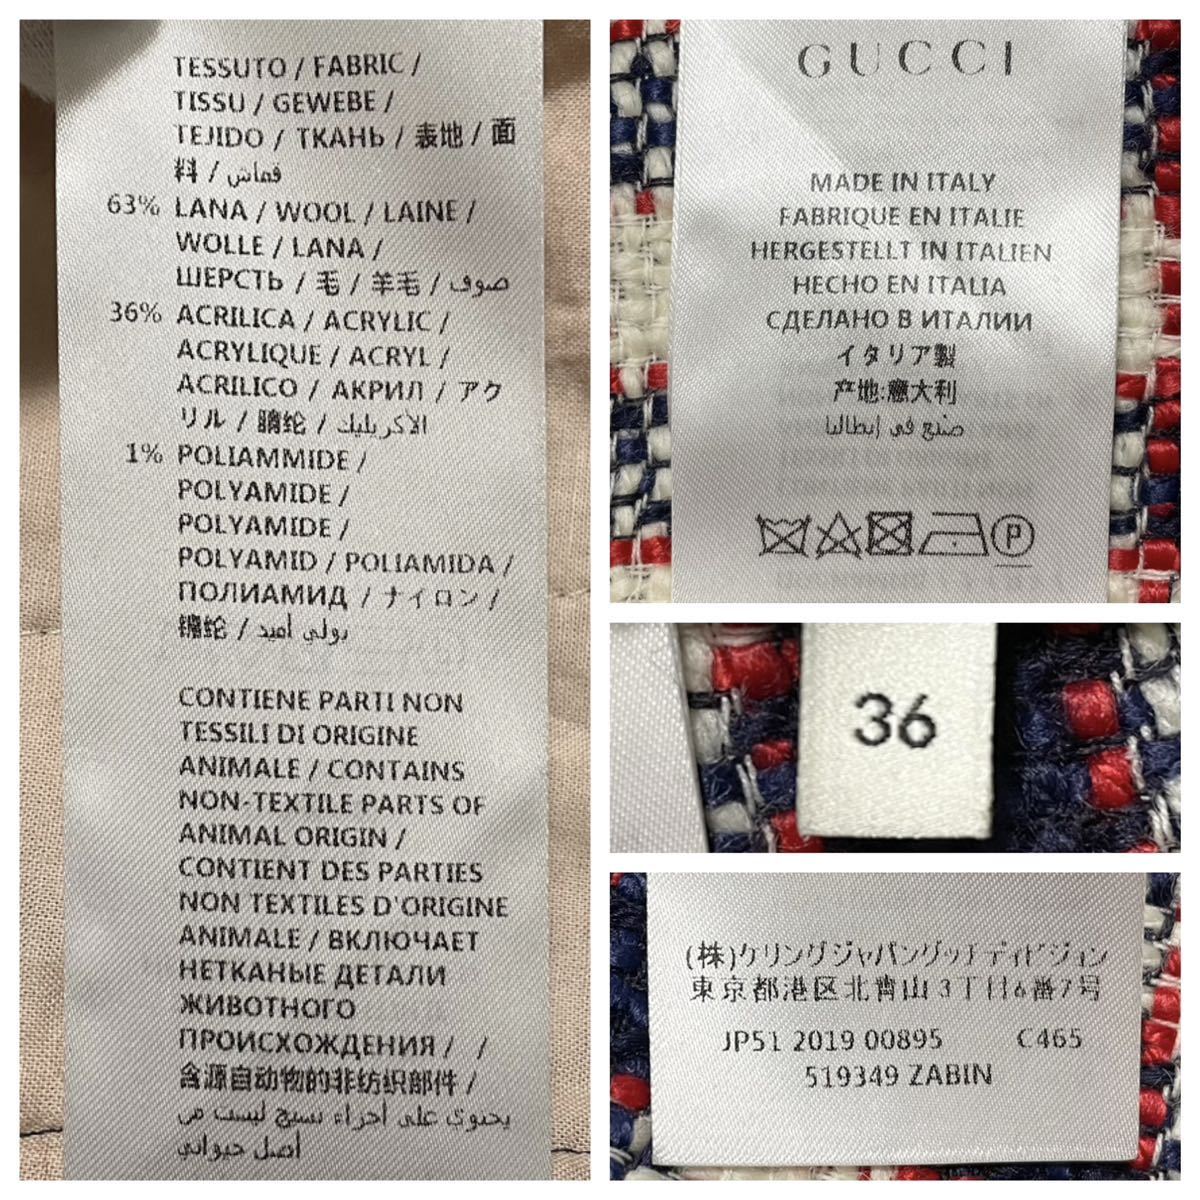 TESSUTO / FABRIC /
TISSU / GEWEBE /
TEJIDO / ТКАНЬ / 表地 / 面
料 / قماش
63% LANA / WOOL / LAINE /
WOLLE / LANA /
ШЕРСТЬ / 毛 / 羊毛 / صوف
36% ACRILICA / ACRYLIC /
ACRYLIQUE / ACRYL /
ACRILICO / АКРИЛ / アク
リル / 腈纶 / الأكريليك
1% POLIAMMIDE /
POLYAMIDE /
POLYAMIDE /
POLYAMID / POLIAMIDA /
ПОЛИАМИД / ナイロン /
锦纶 / بولي أميد
CONTIENE PARTI NON
TESSILI DI ORIGINE
ANIMALE / CONTAINS
NON-TEXTILE PARTS OF
ANIMAL ORIGIN /
CONTIENT DES PARTIES
NON TEXTILES D'ORIGINE
ANIMALE / ВКЛЮЧАЕТ
НЕТКАНЫЕ ДЕТАЛИ
ЖИВОТНОГО
ПРОИСХОЖДЕНИЯ / /
含源自动物的非纺织部件 /
يحتوي على أجزاء نسيج ليست من
أصل حيواني
GUCCI
MADE IN ITALY
FABRIQUE EN ITALIE
HERGESTELLT IN ITALIEN
HECHO EN ITALIA
СДЕЛАНО В ИТАЛИИ
イタリア製
产地:意大利
صنع في إيطاليا
P
36
(株)ケリングジャパングッチ ディビジョン
東京都港区北青山3丁目6番7号
JP51 2019 00895 C465
519349 ZABIN